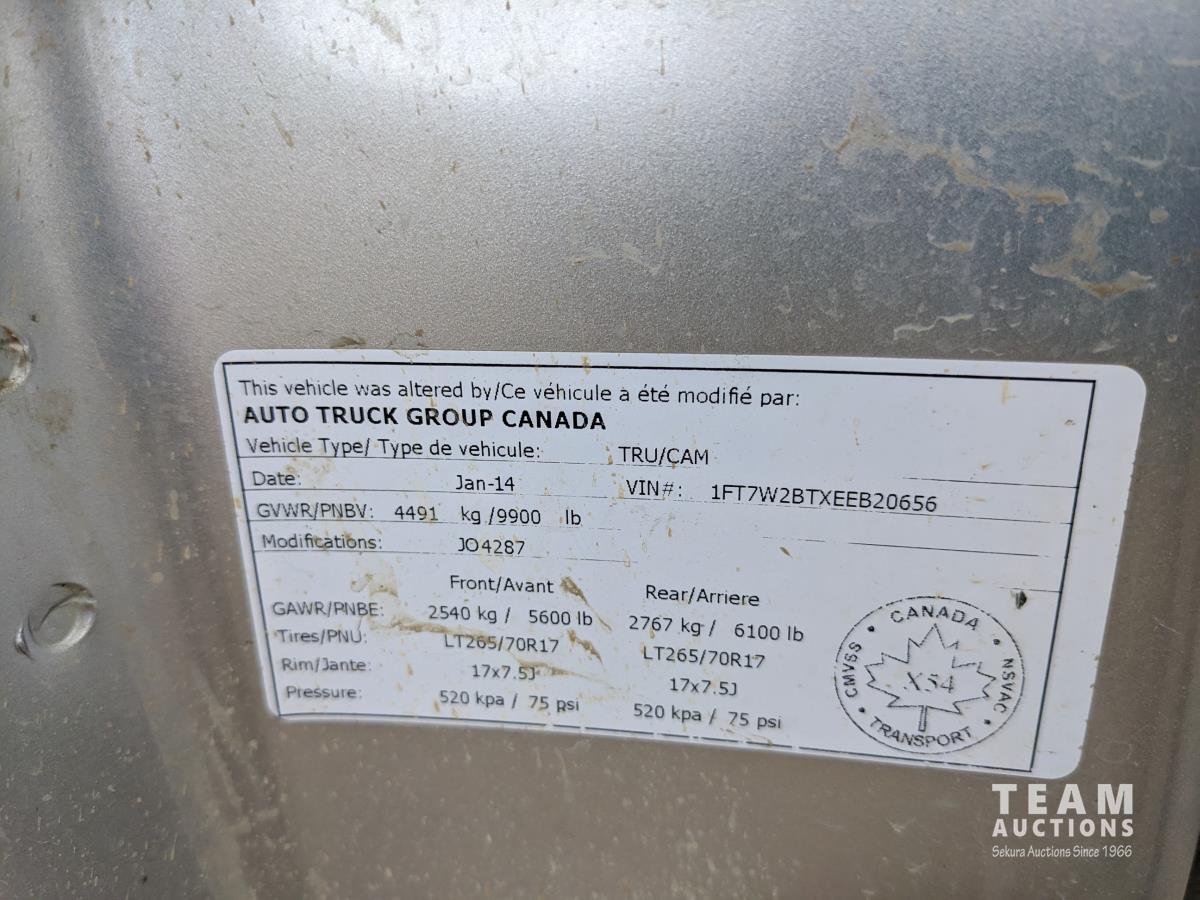 This vehicle was altered by/Ce véhicule a été modifié par:
AUTO TRUCK GROUP CANADA
Vehicle Type/ Type de vehicule: TRU/CAM
Date: Jan-14 VIN#: 1FT7W2BTXEEB20656
GVWR/PNBV: 4491 kg /9900 lb
Modifications: JO4287
Front/Avant Rear/Arriere
GAWR/PNBE: 2540 kg / 5600 lb 2767 kg / 6100 lb
Tires/PNU: LT265/70R17 LT265/70R17
Rim/Jante: 17x7.5J 17x7.5J
Pressure: 520 kpa / 75 psi 520 kpa / 75 psi
CANADA
CMVSS
NSVAC
X54
TRANSPORT
TEAM
AUCTIONS
Sekura Auctions Since 1966